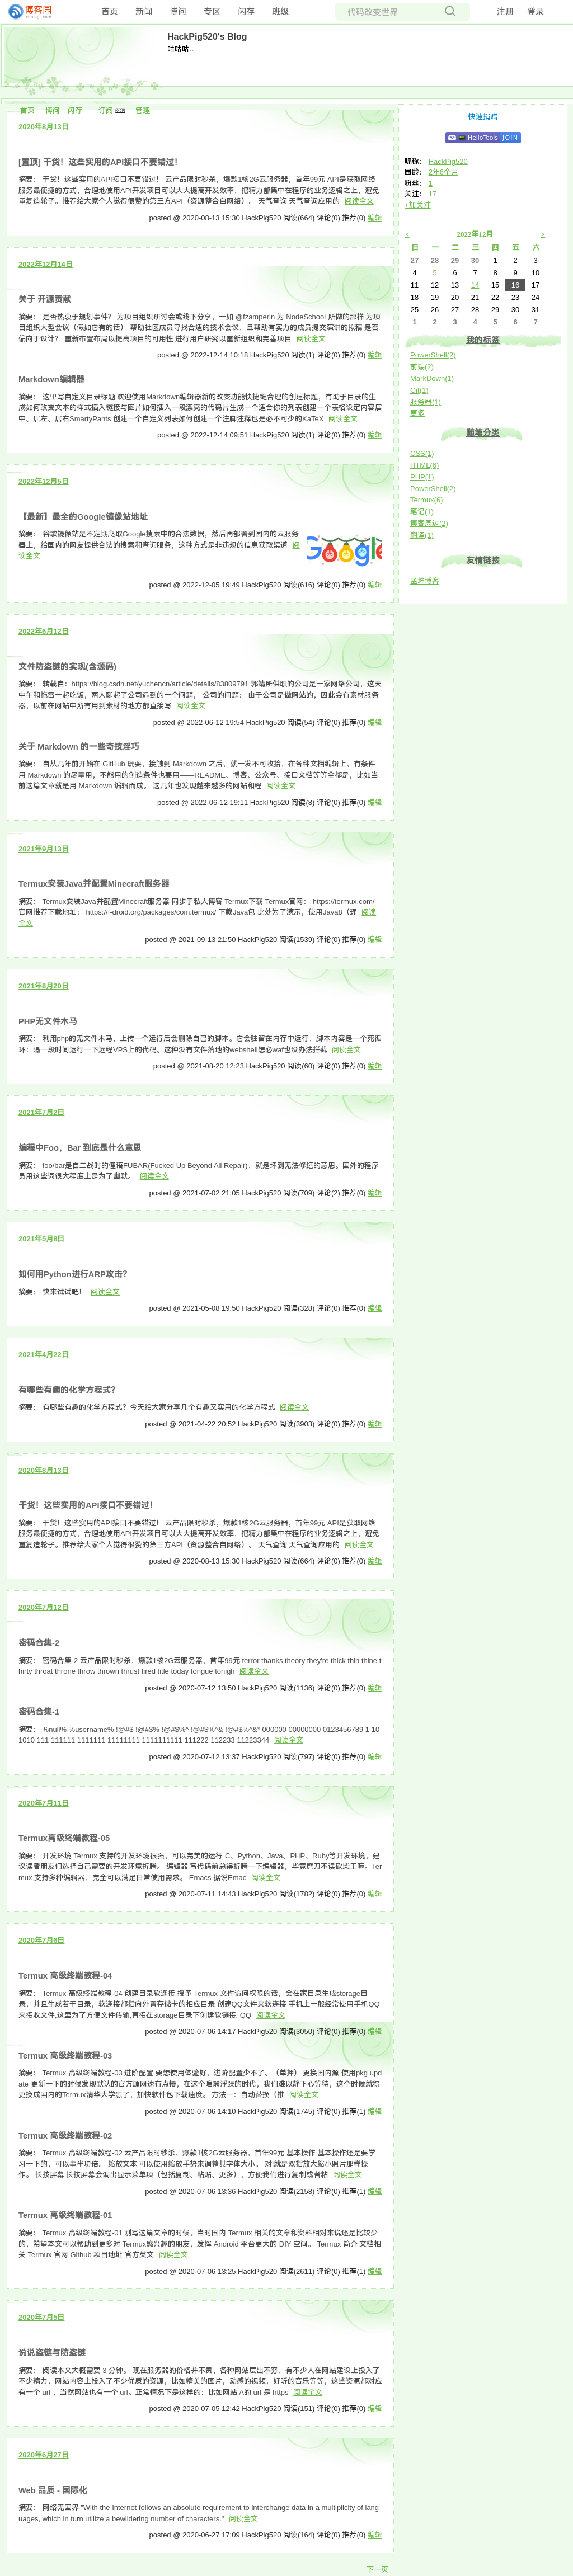 博客园
cnblogs.com
首页 新闻 博问 专区 闪存 班级
代码改变世界
注册 登录
HackPig520's Blog
咕咕咕…
首页 博问 闪存 订阅 管理
2020年8月13日
[置顶] 干货！这些实用的API接口不要错过！
摘要： 干货！这些实用的API接口不要错过！ 云产品限时秒杀，爆款1核2G云服务器，首年99元 API是获取网络
服务最便捷的方式，合理地使用API开发项目可以大大提高开发效率，把精力都集中在程序的业务逻辑之上，避免
重复造轮子。推荐给大家个人觉得很赞的第三方API（资源整合自网络）。 天气查询 天气查询应用的 阅读全文
posted @ 2020-08-13 15:30 HackPig520 阅读(664) 评论(0) 推荐(0) 编辑
2022年12月14日
关于 开源贡献
摘要： 是否热衷于规划事件？ 为项目组织研讨会或线下分享，一如 @fzamperin 为 NodeSchool 所做的那样 为项
目组织大型会议（假如它有的话） 帮助社区成员寻找合适的技术会议，且帮助有实力的成员提交演讲的拟稿 是否
偏向于设计？ 重新布置布局以提高项目的可用性 进行用户研究以重新组织和完善项目 阅读全文
posted @ 2022-12-14 10:18 HackPig520 阅读(1) 评论(0) 推荐(0) 编辑
Markdown编辑器
摘要： 这里写自定义目录标题 欢迎使用Markdown编辑器新的改变功能快捷键合理的创建标题，有助于目录的生
成如何改变文本的样式插入链接与图片如何插入一段漂亮的代码片生成一个适合你的列表创建一个表格设定内容居
中、居左、居右SmartyPants 创建一个自定义列表如何创建一个注脚注释也是必不可少的KaTeX 阅读全文
posted @ 2022-12-14 09:51 HackPig520 阅读(1) 评论(0) 推荐(0) 编辑
2022年12月5日
【最新】最全的Google镜像站地址
摘要： 谷歌镜像站是不定期爬取Google搜素中的合法数据，然后再部署到国内的云服务
器上，给国内的网友提供合法的搜索和查询服务，这种方式是非违规的信息获取渠道 阅
读全文
Google
posted @ 2022-12-05 19:49 HackPig520 阅读(616) 评论(0) 推荐(0) 编辑
2022年6月12日
文件防盗链的实现(含源码)
摘要： 转载自：https://blog.csdn.net/yuchencn/article/details/83809791 郭靖所供职的公司是一家网络公司，这天
中午和拖雷一起吃饭，两人聊起了公司遇到的一个问题。 公司的问题： 由于公司是做网站的，因此会有素材服务
器，以前在网站中所有用到素材的地方都直接写 阅读全文
posted @ 2022-06-12 19:54 HackPig520 阅读(54) 评论(0) 推荐(0) 编辑
关于 Markdown 的一些奇技淫巧
摘要： 自从几年前开始在 GitHub 玩耍，接触到 Markdown 之后，就一发不可收拾，在各种文档编辑上，有条件
用 Markdown 的尽量用，不能用的创造条件也要用——README、博客、公众号、接口文档等等全都是，比如当
前这篇文章就是用 Markdown 编辑而成。 这几年也发现越来越多的网站和程 阅读全文
posted @ 2022-06-12 19:11 HackPig520 阅读(8) 评论(0) 推荐(0) 编辑
2021年9月13日
Termux安装Java并配置Minecraft服务器
摘要： Termux安装Java并配置Minecraft服务器 同步于私人博客 Termux下载 Termux官网： https://termux.com/
官网推荐下载地址： https://f-droid.org/packages/com.termux/ 下载Java包 此处为了演示，使用Java8（理 阅读
全文
posted @ 2021-09-13 21:50 HackPig520 阅读(1539) 评论(0) 推荐(0) 编辑
2021年8月20日
PHP无文件木马
摘要： 利用php的无文件木马，上传一个运行后会删除自己的脚本。它会驻留在内存中运行，脚本内容是一个死循
环：隔一段时间运行一下远程VPS上的代码。这种没有文件落地的webshell想必waf也没办法拦截 阅读全文
posted @ 2021-08-20 12:23 HackPig520 阅读(60) 评论(0) 推荐(0) 编辑
2021年7月2日
编程中Foo，Bar 到底是什么意思
摘要： foo/bar是自二战时的俚语FUBAR(Fucked Up Beyond All Repair)，就是坏到无法修缮的意思。国外的程序
员用这些词很大程度上是为了幽默。 阅读全文
posted @ 2021-07-02 21:05 HackPig520 阅读(709) 评论(2) 推荐(0) 编辑
2021年5月8日
如何用Python进行ARP攻击？
摘要： 快来试试吧！ 阅读全文
posted @ 2021-05-08 19:50 HackPig520 阅读(328) 评论(0) 推荐(0) 编辑
2021年4月22日
有哪些有趣的化学方程式？
摘要： 有哪些有趣的化学方程式？今天给大家分享几个有趣又实用的化学方程式 阅读全文
posted @ 2021-04-22 20:52 HackPig520 阅读(3903) 评论(0) 推荐(0) 编辑
2020年8月13日
干货！这些实用的API接口不要错过！
摘要： 干货！这些实用的API接口不要错过！ 云产品限时秒杀，爆款1核2G云服务器，首年99元 API是获取网络
服务最便捷的方式，合理地使用API开发项目可以大大提高开发效率，把精力都集中在程序的业务逻辑之上，避免
重复造轮子。推荐给大家个人觉得很赞的第三方API（资源整合自网络）。 天气查询 天气查询应用的 阅读全文
posted @ 2020-08-13 15:30 HackPig520 阅读(664) 评论(0) 推荐(0) 编辑
2020年7月12日
密码合集-2
摘要： 密码合集-2 云产品限时秒杀，爆款1核2G云服务器，首年99元 terror thanks theory they're thick thin thine t
hirty throat throne throw thrown thrust tired title today tongue tonigh 阅读全文
posted @ 2020-07-12 13:50 HackPig520 阅读(1136) 评论(0) 推荐(0) 编辑
密码合集-1
摘要： %null% %username% !@#$ !@#$% !@#$%^ !@#$%^& !@#$%^&* 000000 00000000 0123456789 1 10
1010 111 111111 1111111 11111111 1111111111 111222 112233 11223344 阅读全文
posted @ 2020-07-12 13:37 HackPig520 阅读(797) 评论(0) 推荐(0) 编辑
2020年7月11日
Termux高级终端教程-05
摘要： 开发环境 Termux 支持的开发环境很强，可以完美的运行 C、Python、Java、PHP、Ruby等开发环境，建
议读者朋友们选择自己需要的开发环境折腾。 编辑器 写代码前总得折腾一下编辑器，毕竟磨刀不误砍柴工嘛。Ter
mux 支持多种编辑器，完全可以满足日常使用需求。 Emacs 据说Emac 阅读全文
posted @ 2020-07-11 14:43 HackPig520 阅读(1782) 评论(0) 推荐(0) 编辑
2020年7月6日
Termux 高级终端教程-04
摘要： Termux 高级终端教程-04 创建目录软连接 授予 Termux 文件访问权限的话，会在家目录生成storage目
录，并且生成若干目录，软连接都指向外置存储卡的相应目录 创建QQ文件夹软连接 手机上一般经常使用手机QQ
来接收文件,这里为了方便文件传输,直接在storage目录下创建软链接. QQ 阅读全文
posted @ 2020-07-06 14:17 HackPig520 阅读(3050) 评论(0) 推荐(0) 编辑
Termux 高级终端教程-03
摘要： Termux 高级终端教程-03 进阶配置 要想使用体验好，进阶配置少不了。（单押） 更换国内源 使用pkg upd
ate 更新一下的时候发现默认的官方源网速有点慢，在这个喧嚣浮躁的时代，我们难以静下心等待，这个时候就得
更换成国内的Termux清华大学源了，加快软件包下载速度。 方法一：自动替换（推 阅读全文
posted @ 2020-07-06 14:10 HackPig520 阅读(1745) 评论(0) 推荐(1) 编辑
Termux 高级终端教程-02
摘要： Termux 高级终端教程-02 云产品限时秒杀，爆款1核2G云服务器，首年99元 基本操作 基本操作还是要学
习一下的，可以事半功倍。 缩放文本 可以使用缩放手势来调整其字体大小。 对!就是双指放大缩小照片那样操
作。 长按屏幕 长按屏幕会调出显示菜单项（包括复制、粘贴、更多），方便我们进行复制或者粘 阅读全文
posted @ 2020-07-06 13:36 HackPig520 阅读(2158) 评论(0) 推荐(1) 编辑
Termux 高级终端教程-01
摘要： Termux 高级终端教程-01 刚写这篇文章的时候，当时国内 Termux 相关的文章和资料相对来说还是比较少
的，希望本文可以帮助到更多对 Termux感兴趣的朋友，发挥 Android 平台更大的 DIY 空间。 Termux 简介 文档相
关 Termux 官网 Github 项目地址 官方英文 阅读全文
posted @ 2020-07-06 13:25 HackPig520 阅读(2611) 评论(0) 推荐(1) 编辑
2020年7月5日
说说盗链与防盗链
摘要： 阅读本文大概需要 3 分钟。 现在服务器的价格并不贵，各种网站层出不穷，有不少人在网站建设上投入了
不少精力，网站内容上投入了不少优质的资源，比如精美的图片，动感的视频，好听的音乐等等，这些资源都对应
有一个 url ，当然网站也有一个 url。正常情况下是这样的：比如网站 A的 url 是 https 阅读全文
posted @ 2020-07-05 12:42 HackPig520 阅读(151) 评论(0) 推荐(0) 编辑
2020年6月27日
Web 品质 - 国际化
摘要： 网络无国界 "With the Internet follows an absolute requirement to interchange data in a multiplicity of lang
uages, which in turn utilize a bewildering number of characters." 阅读全文
posted @ 2020-06-27 17:09 HackPig520 阅读(164) 评论(0) 推荐(0) 编辑
下一页
快速捐赠
HelloTools JOIN
昵称： HackPig520
园龄： 2年6个月
粉丝： 1
关注： 17
+加关注
< 2022年12月 >
日 一 二 三 四 五 六
27 28 29 30 1 2 3
4 5 6 7 8 9 10
11 12 13 14 15 16 17
18 19 20 21 22 23 24
25 26 27 28 29 30 31
1 2 3 4 5 6 7
我的标签
PowerShell(2)
前端(2)
MarkDown(1)
Git(1)
服务器(1)
更多
随笔分类
CSS(1)
HTML(6)
PHP(1)
PowerShell(2)
Termux(6)
笔记(1)
博客周边(2)
翻译(1)
友情链接
孟坤博客